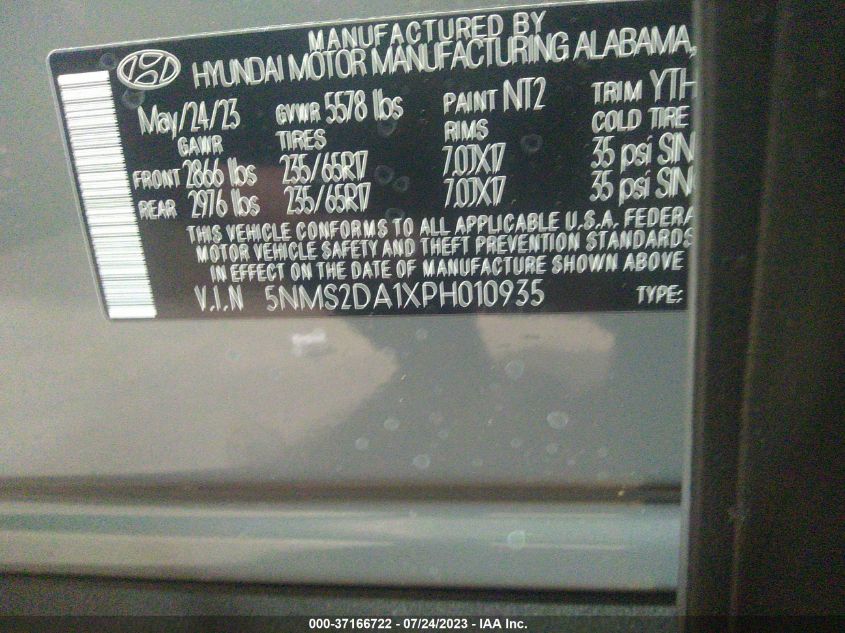 MANUFACTURED BY
HYUNDAI MOTOR MANUFACTURING ALABAMA,
May/24/23 GVWR 5578 lbs PAINT NT2 TRIM YTH
GAWR TIRES RIMS COLD TIRE
FRONT 2866 lbs 235/65R17 7.0JX17 35 psi SIN
REAR 2976 lbs 235/65R17 7.0JX17 35 psi SIN
THIS VEHICLE CONFORMS TO ALL APPLICABLE U.S.A. FEDERA
MOTOR VEHICLE SAFETY AND THEFT PREVENTION STANDARDS
IN EFFECT ON THE DATE OF MANUFACTURE SHOWN ABOVE
V.I.N 5NMS2DA1XPH010935 TYPE:
000-37166722 - 07/24/2023 - IAA Inc.